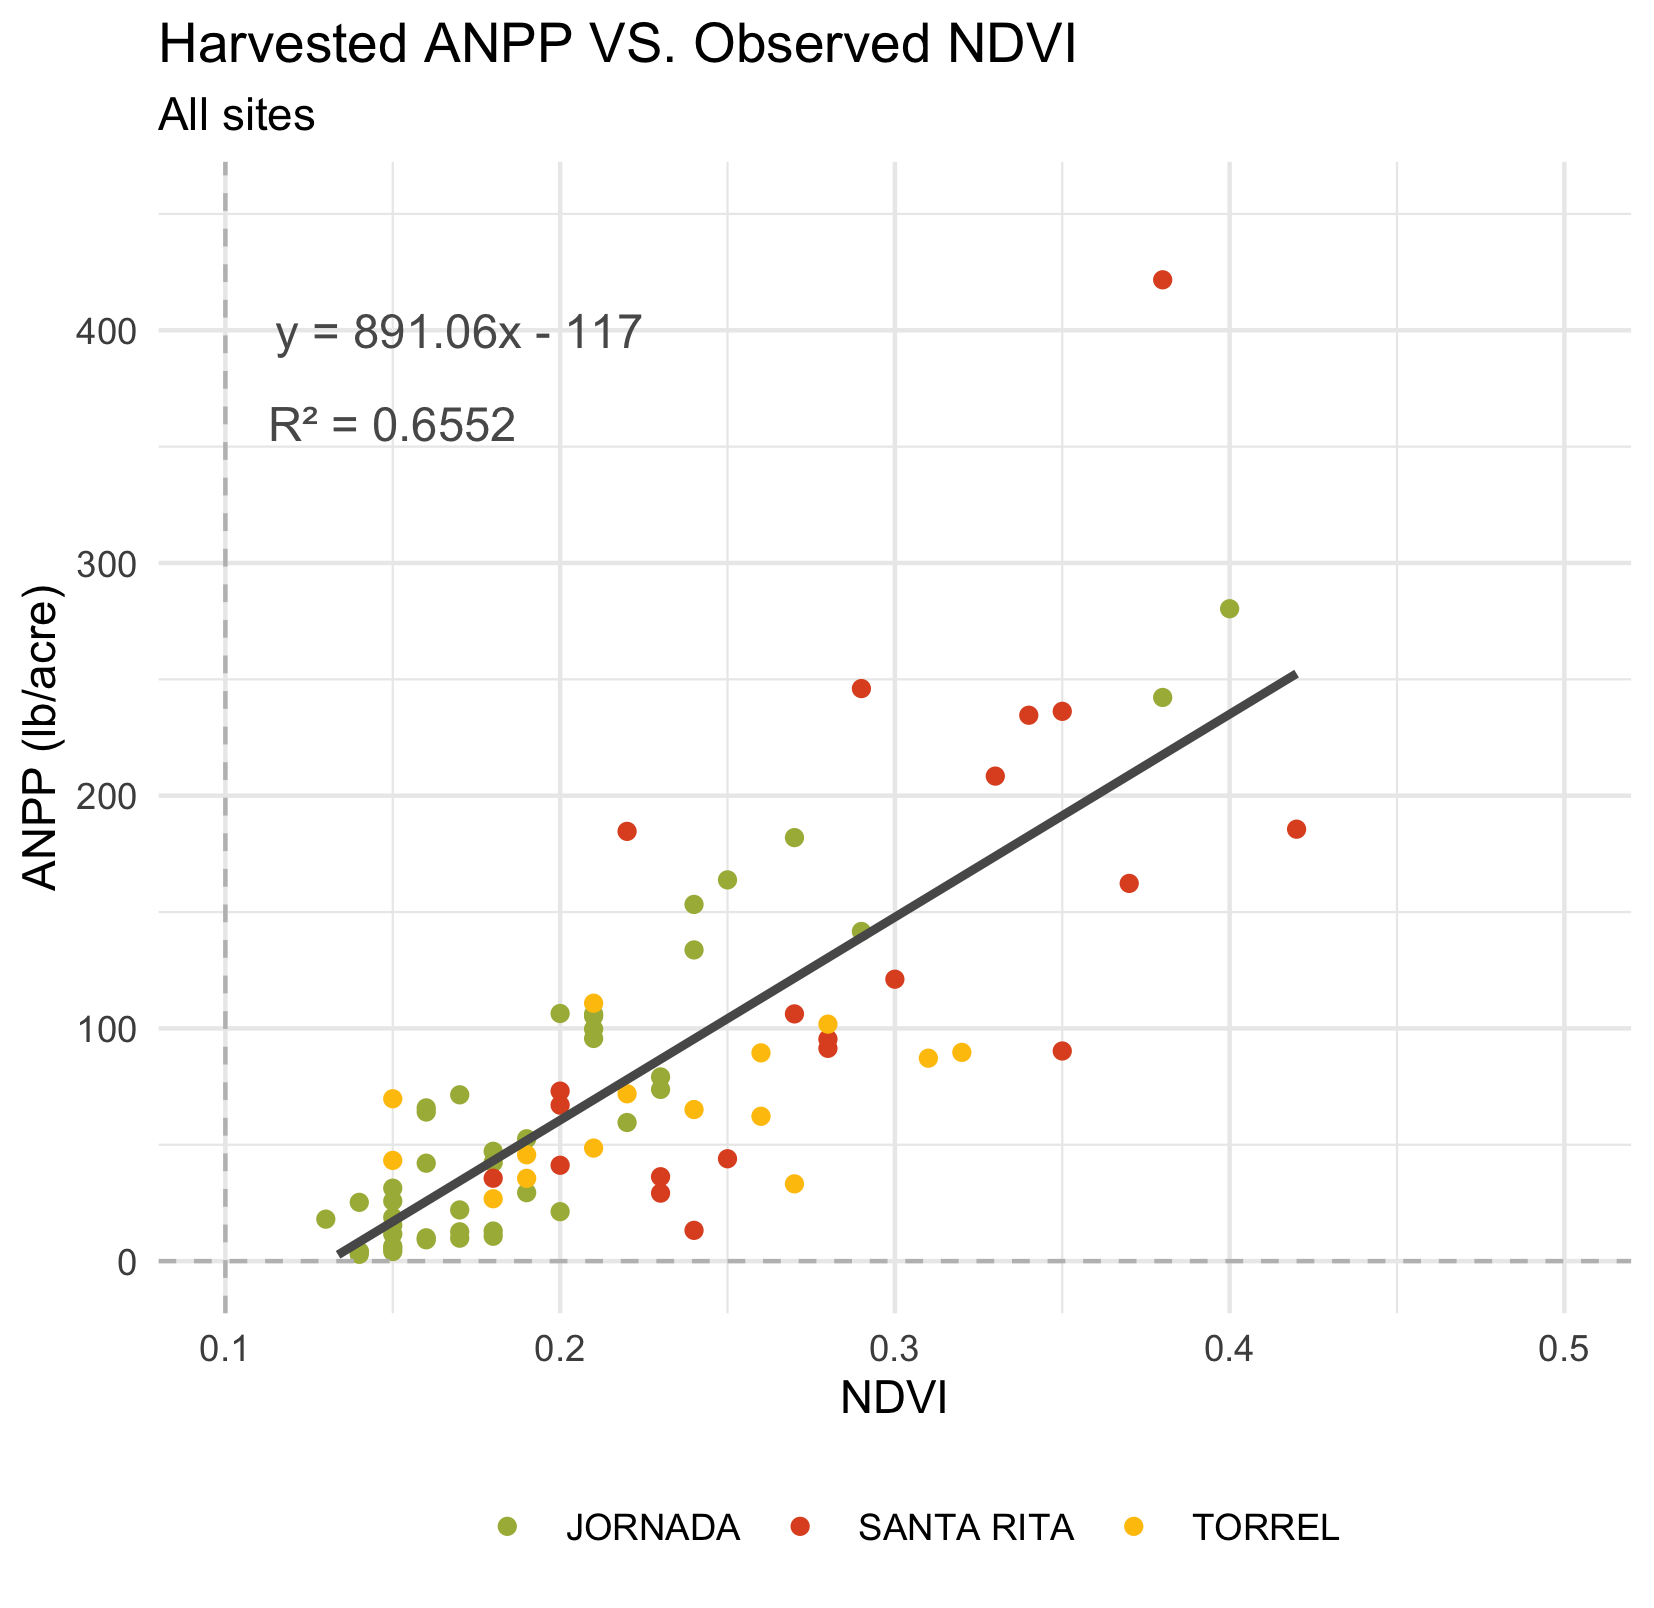 Harvested ANPP VS. Observed NDVI
All sites
y = 891.06x - 117
R² = 0.6552
ANPP (lb/acre)
400
300
200
100
0
0.1 0.2 0.3 0.4 0.5
NDVI
JORNADA SANTA RITA TORREL